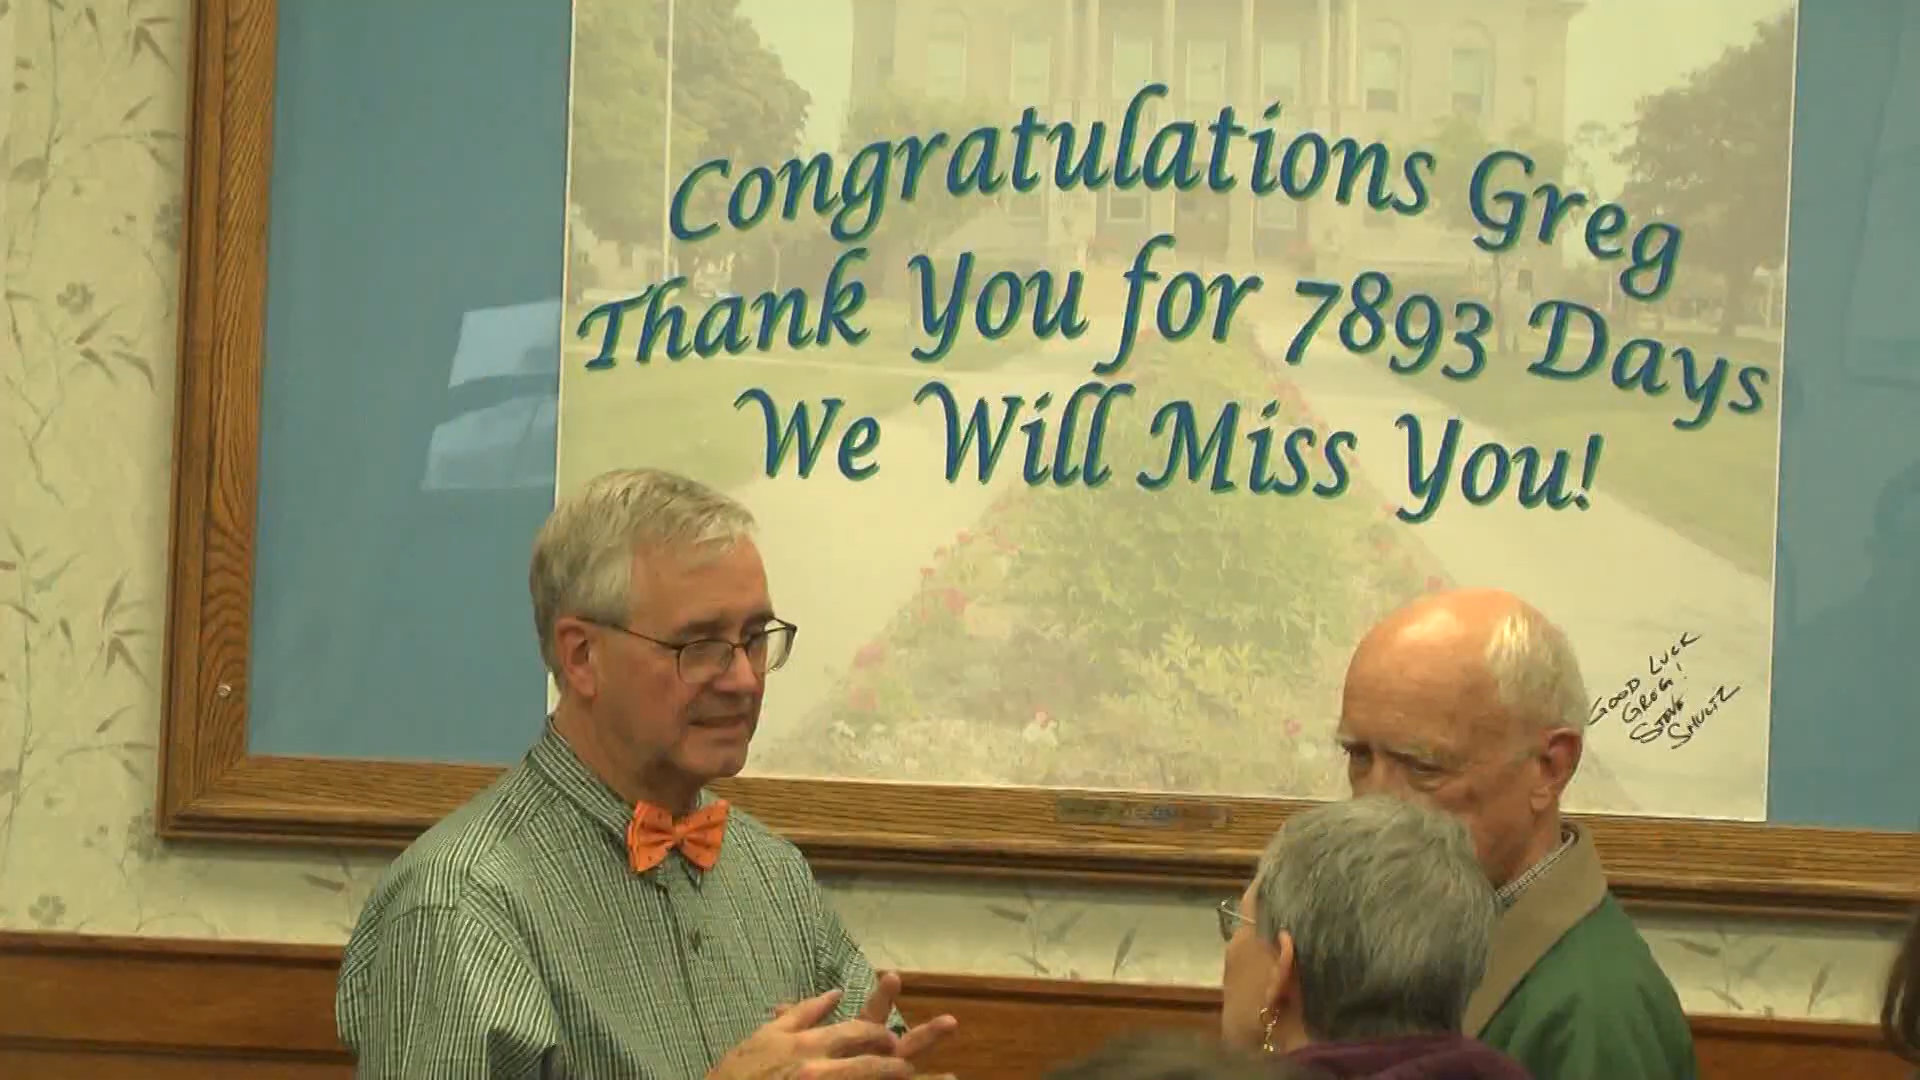 Congratulations Greg
Thank You for 7893 Days
We Will Miss You!
GOOD LUCK
GREG!
STEVE
SHULTZ